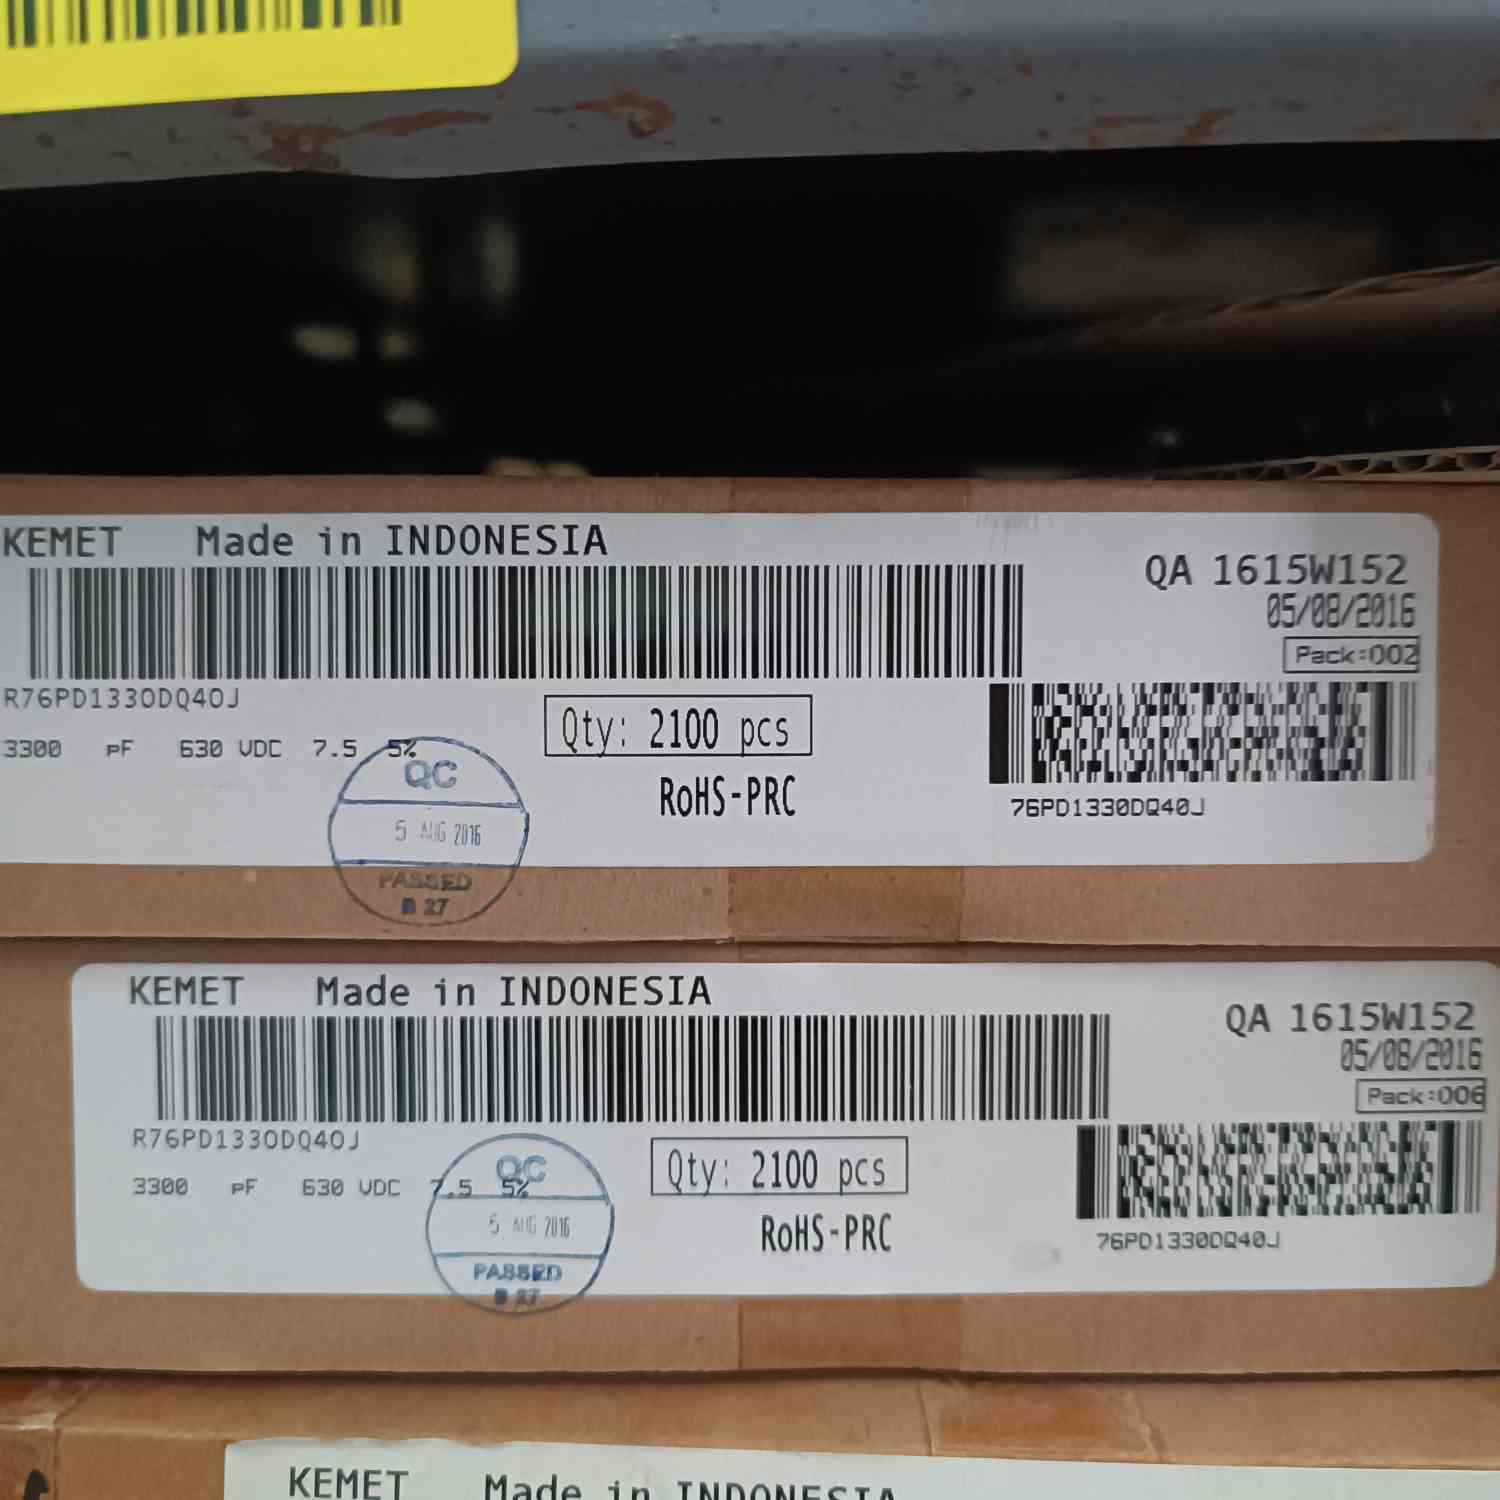 KEMET Made in INDONESIA
QA 1615W152
05/08/2016
Pack:002
R76PD1330DQ40J
Qty: 2100 pcs
3300 pF 630 VDC 7.5 5%
RoHS-PRC
76PD1330DQ40J
QC
5 AUG 2016
PASSED
B 27
KEMET Made in INDONESIA
QA 1615W152
05/08/2016
Pack:006
R76PD1330DQ40J
Qty: 2100 pcs
3300 pF 630 VDC 7.5 5%
RoHS-PRC
76PD1330DQ40J
QC
5 AUG 2016
PASSED
B 27
KEMET Made in INDONESIA